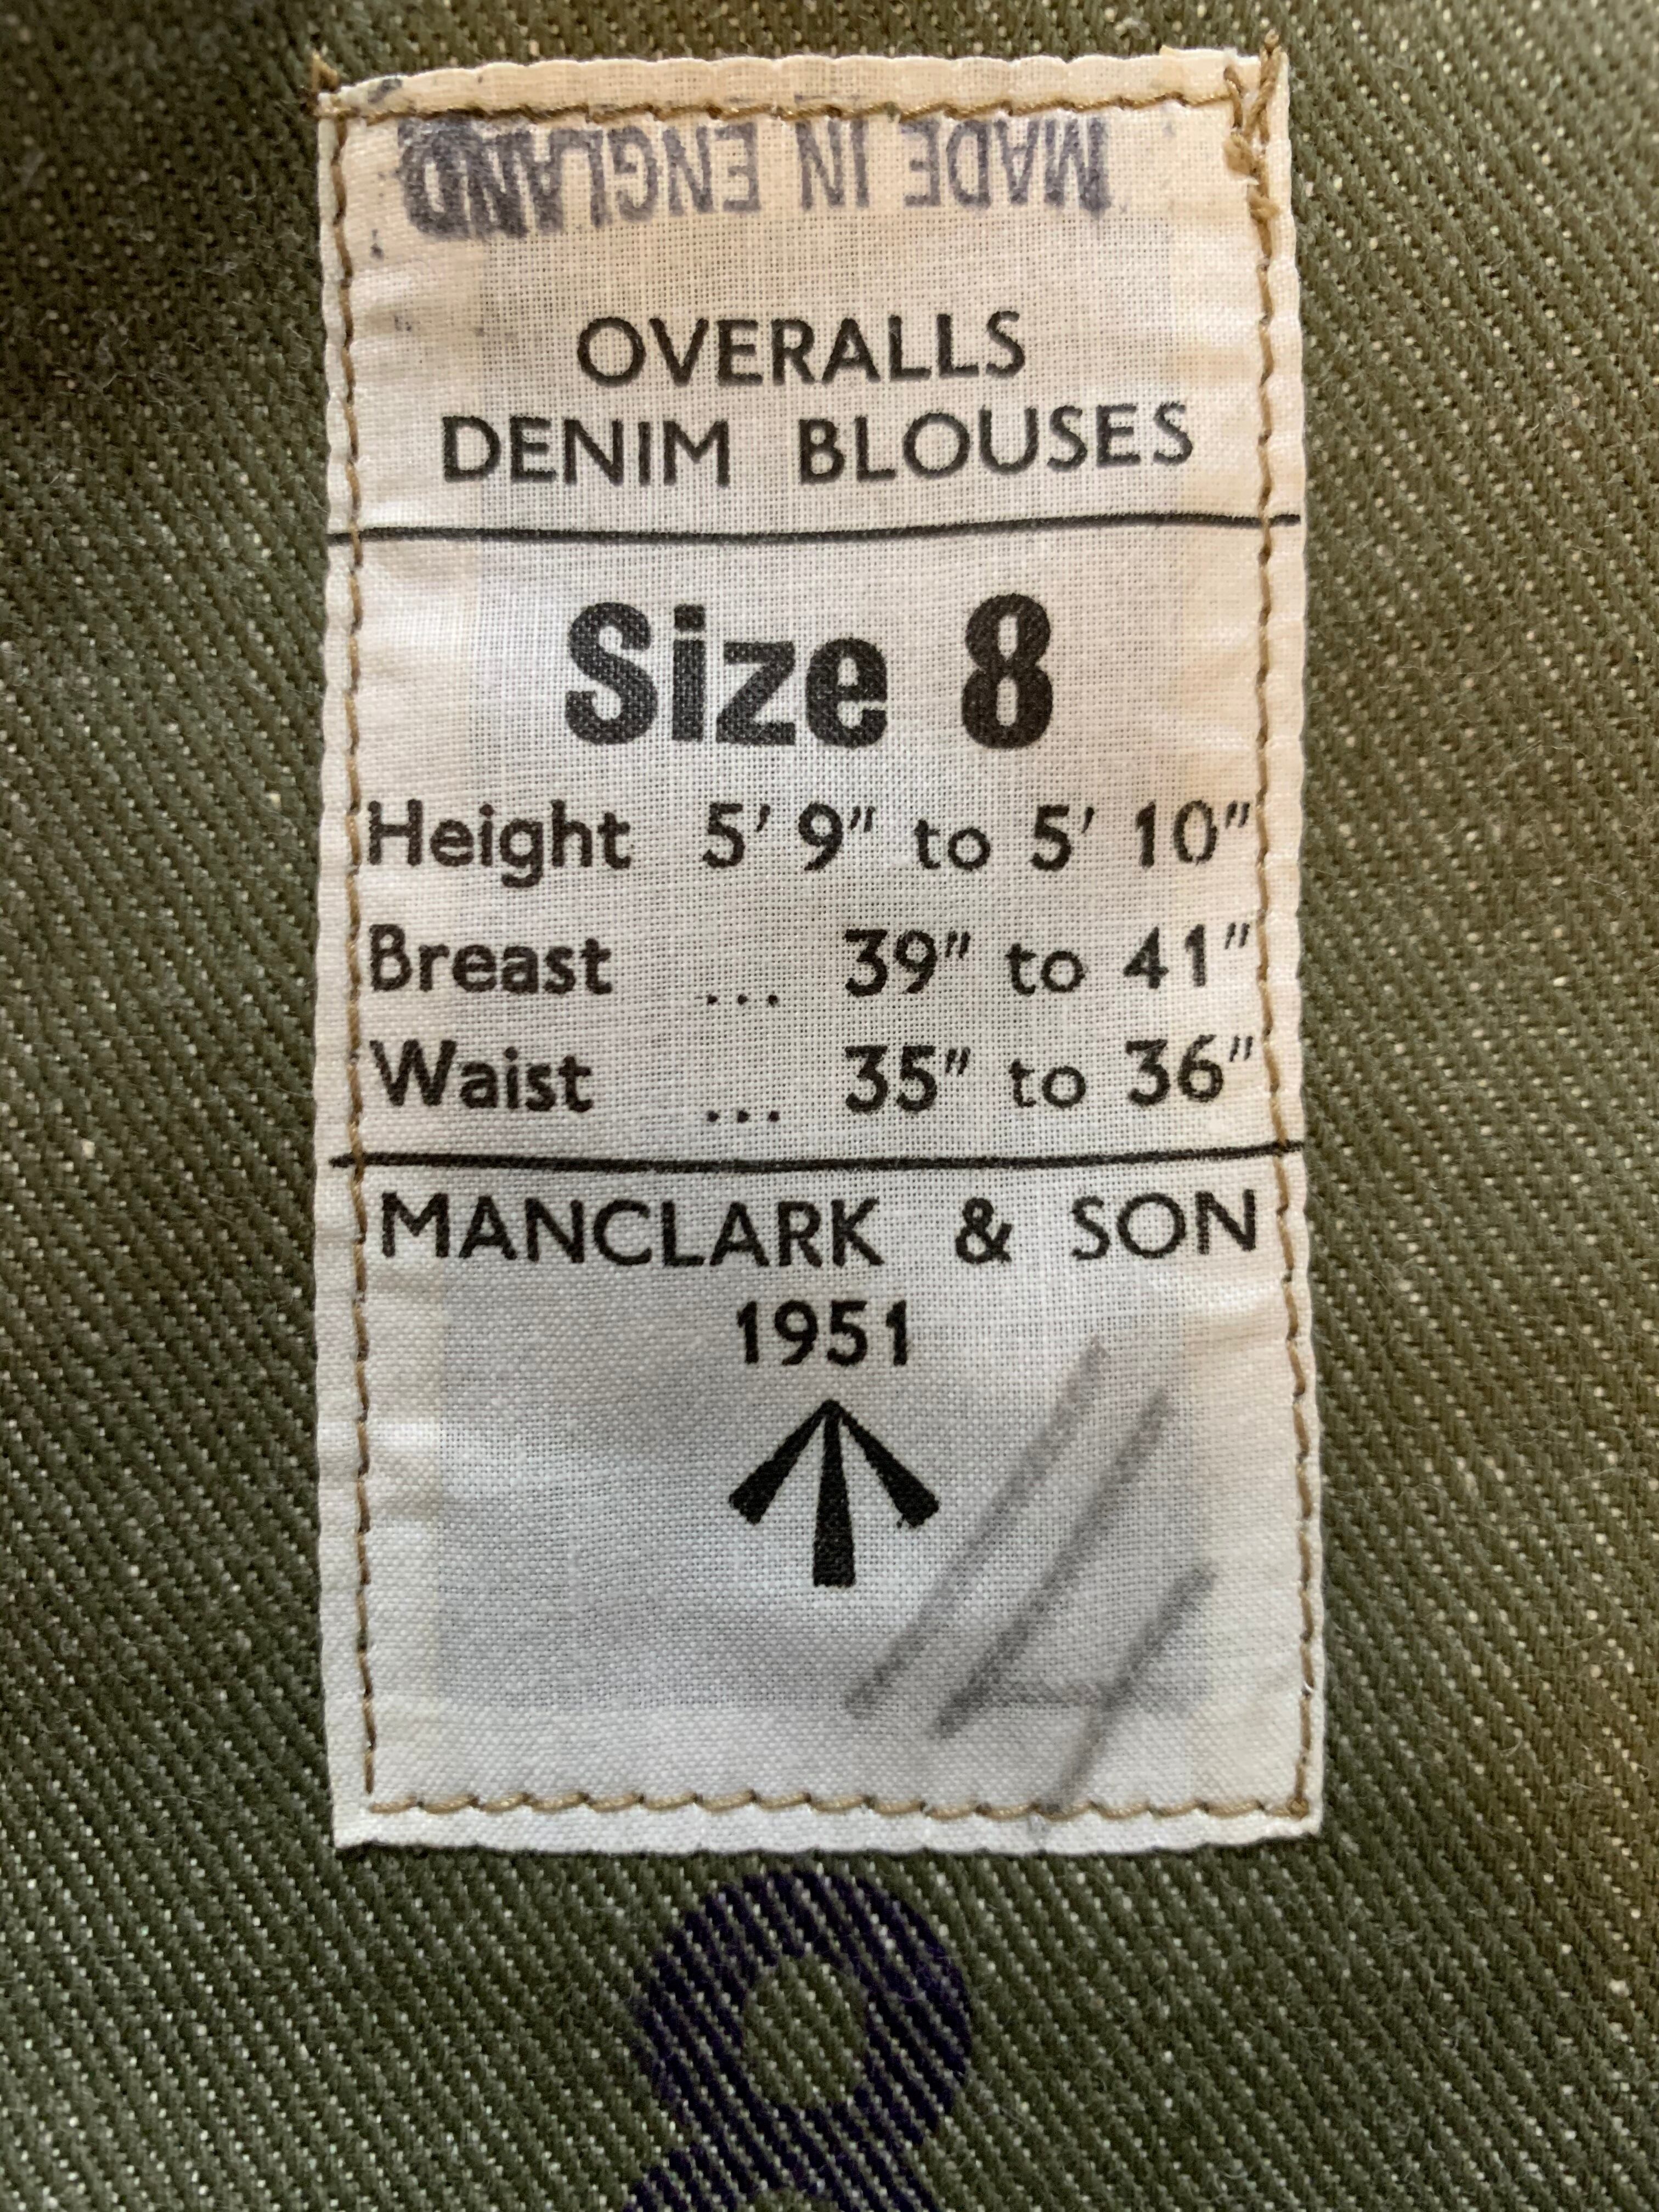 MADE IN ENGLAND
OVERALLS
DENIM BLOUSES
Size 8
Height 5' 9" to 5' 10"
Breast ... 39" to 41"
Waist ... 35" to 36"
MANCLARK & SON
1951
8